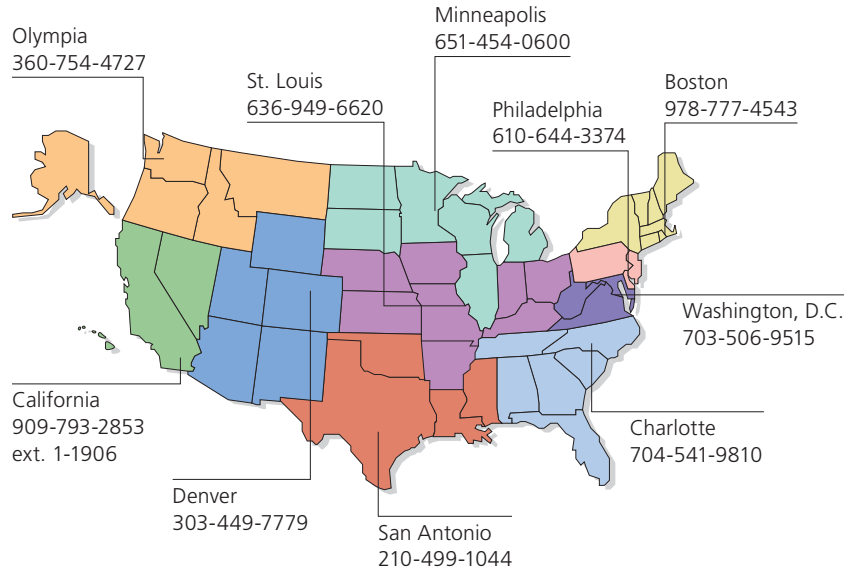 Minneapolis
651-454-0600
Olympia
360-754-4727
St. Louis
636-949-6620
Boston
978-777-4543
Philadelphia
610-644-3374
Washington, D.C.
703-506-9515
California
909-793-2853
ext. 1-1906
Charlotte
704-541-9810
Denver
303-449-7779
San Antonio
210-499-1044